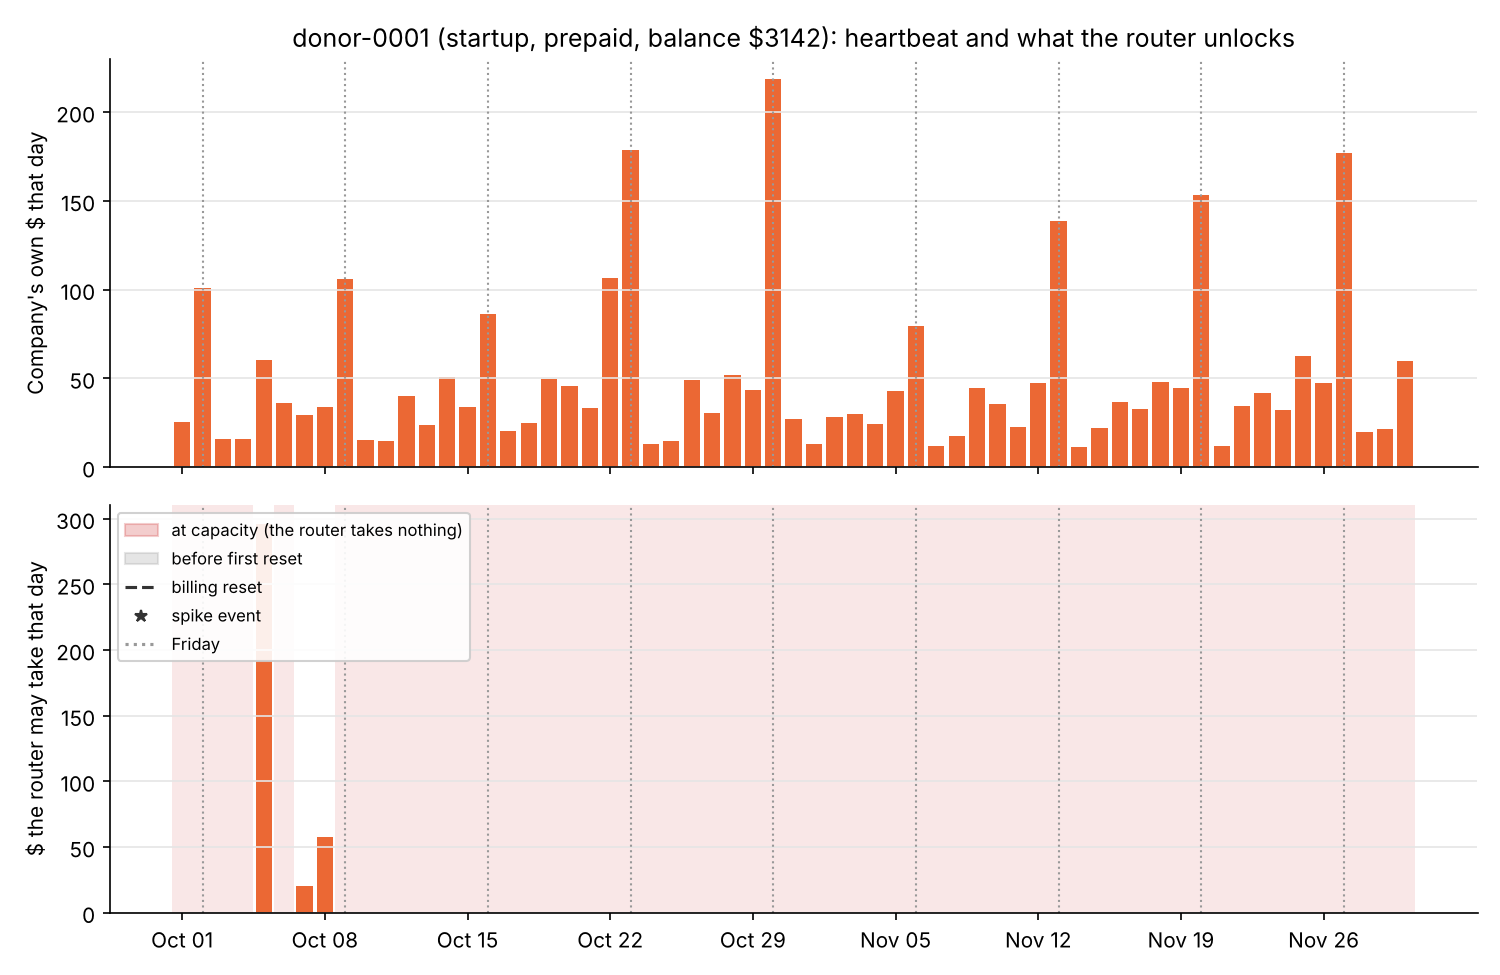 donor-0001 (startup, prepaid, balance $3142): heartbeat and what the router unlocks
Company's own $ that day
200
150
100
50
0
$ the router may take that day
300
250
200
150
100
50
0
at capacity (the router takes nothing)
before first reset
billing reset
spike event
Friday
Oct 01
Oct 08
Oct 15
Oct 22
Oct 29
Nov 05
Nov 12
Nov 19
Nov 26